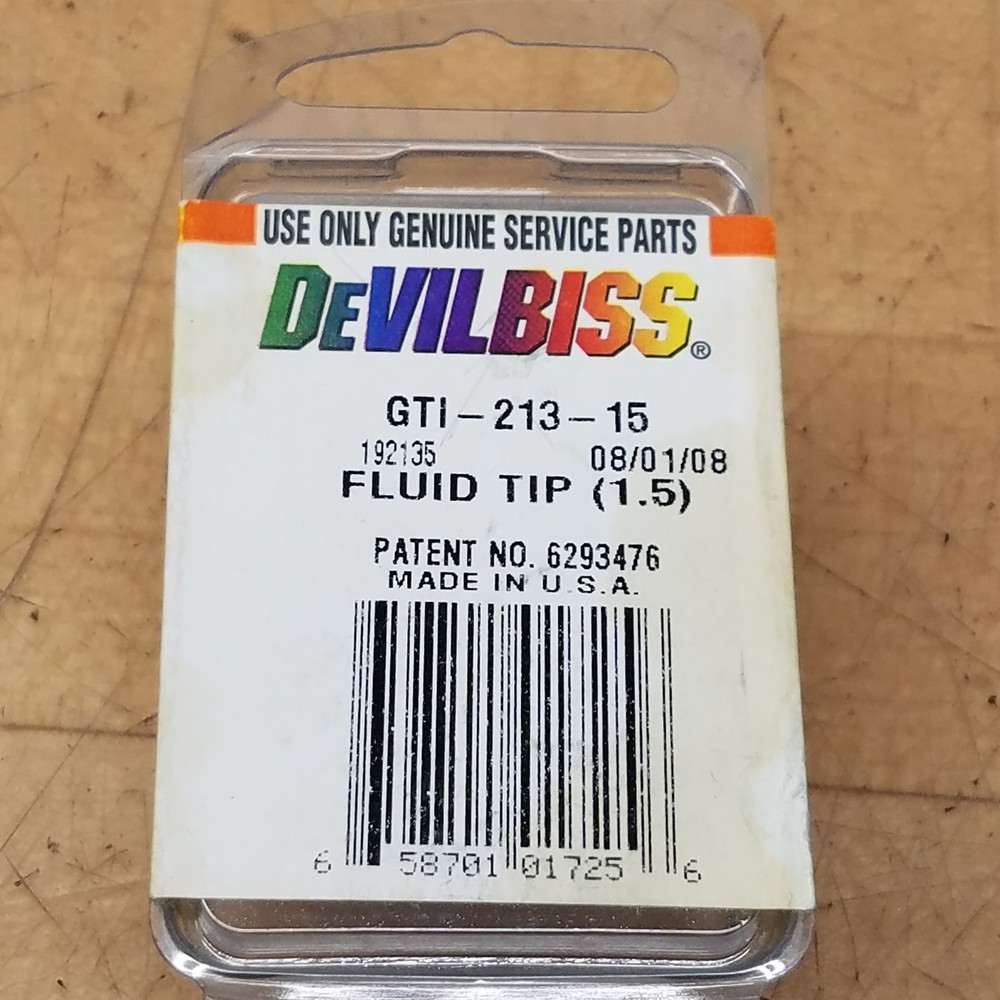 USE ONLY GENUINE SERVICE PARTS
DEVILBISS®
GTI-213-15
192135 08/01/08
FLUID TIP (1.5)
PATENT NO. 6293476
MADE IN U.S.A.
6 58701 01725 6